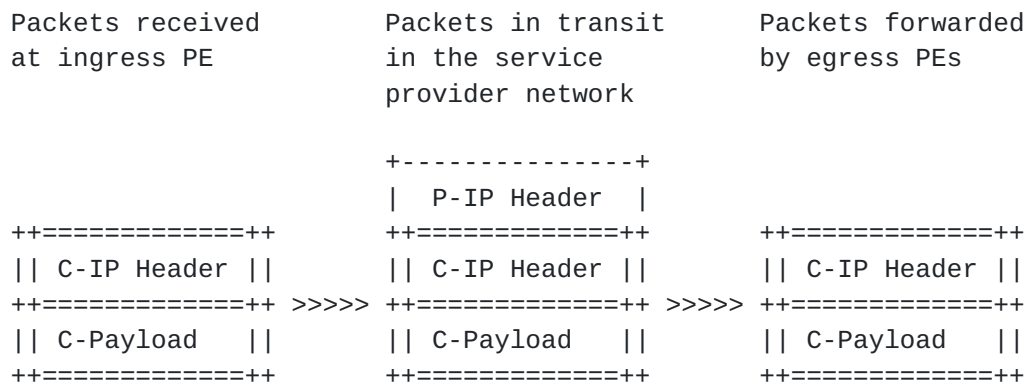 Packets received        Packets in transit      Packets forwarded
at ingress PE           in the service          by egress PEs
                        provider network

                        +---------------+
                        |  P-IP Header  |
++=============++       ++=============++       ++=============++
|| C-IP Header ||       || C-IP Header ||       || C-IP Header ||
++=============++ >>>>> ++=============++ >>>>> ++=============++
|| C-Payload   ||       || C-Payload   ||       || C-Payload   ||
++=============++       ++=============++       ++=============++